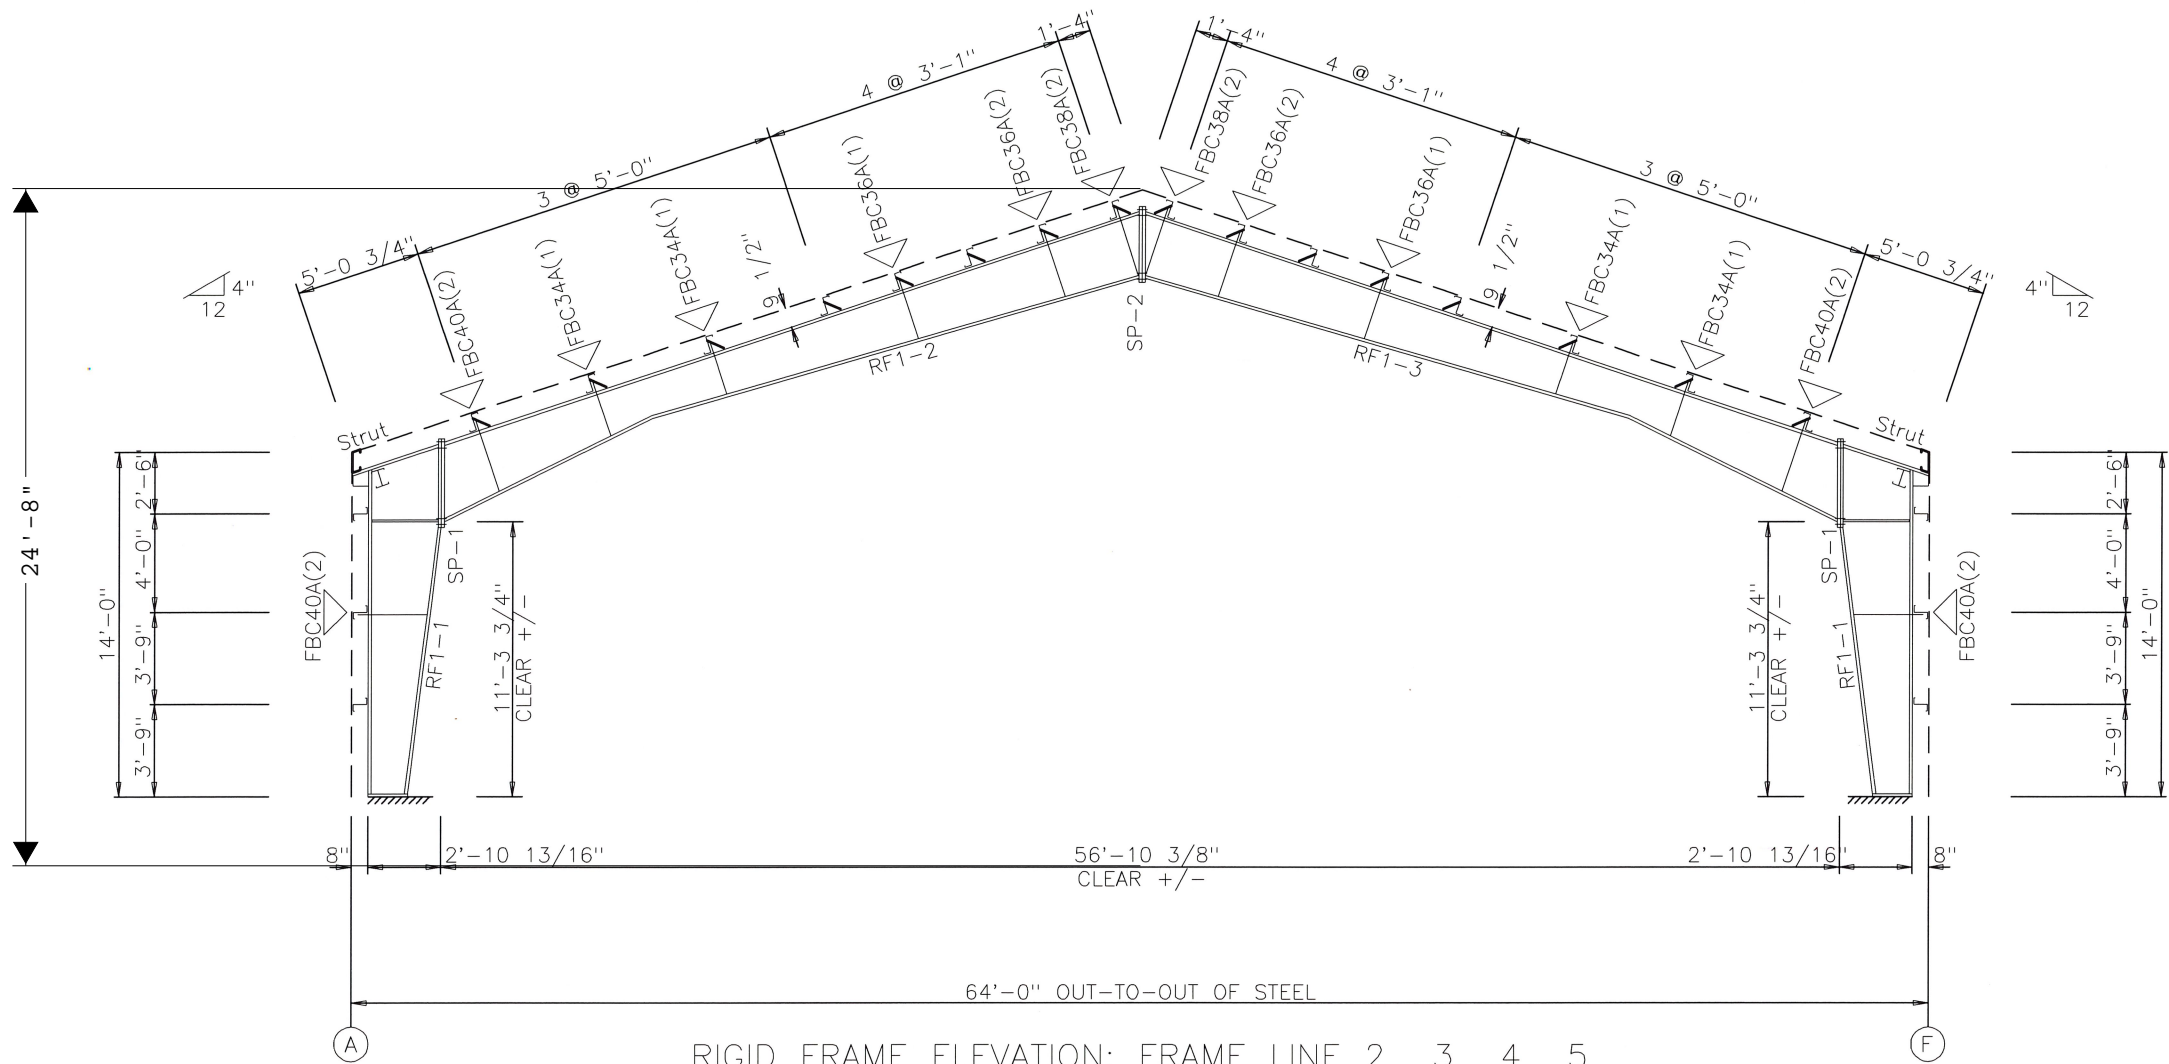 1'-4"
1'-4"
4 @ 3'-1"
4 @ 3'-1"
3 @ 5'-0"
3 @ 5'-0"
5'-0 3/4"
5'-0 3/4"
4"
12
4"
12
FBC40A(2)
FBC34A(1)
FBC34A(1)
FBC36A(1)
FBC36A(2)
FBC38A(2)
FBC38A(2)
FBC36A(2)
FBC36A(1)
FBC34A(1)
FBC34A(1)
FBC40A(2)
9 1/2"
9 1/2"
Strut
Strut
RF1-2
SP-2
RF1-3
24'-8"
14'-0"
2'-6"
4'-0"
3'-9"
3'-9"
FBC40A(2)
SP-1
RF1-1
11'-3 3/4"
CLEAR +/-
11'-3 3/4"
CLEAR +/-
SP-1
RF1-1
FBC40A(2)
2'-6"
4'-0"
3'-9"
3'-9"
14'-0"
8" 2'-10 13/16" 56'-10 3/8" 2'-10 13/16" 8"
CLEAR +/-
64'-0" OUT-TO-OUT OF STEEL
A F
RIGID FRAME ELEVATION: FRAME LINE 2 3 4 5